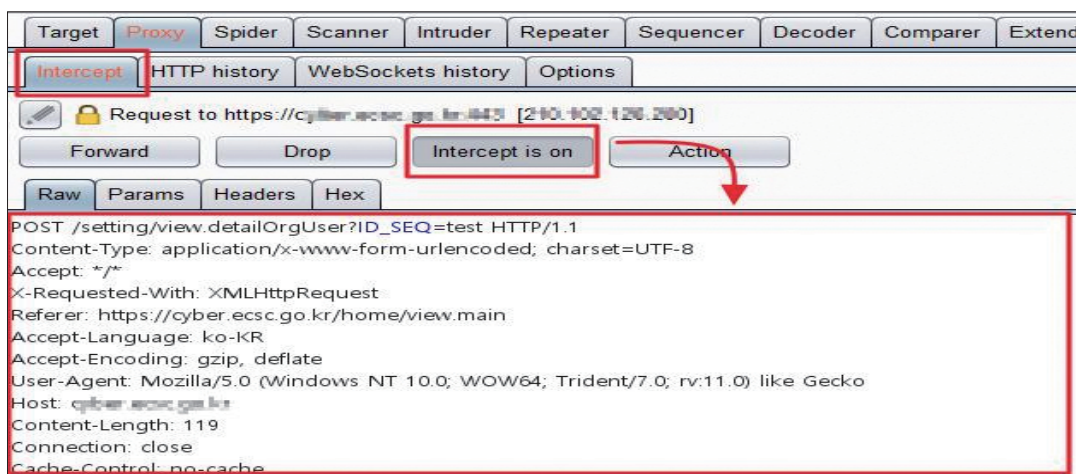 Target Proxy Spider Scanner Intruder Repeater Sequencer Decoder Comparer Extend
Intercept HTTP history WebSockets history Options
Request to https://
Forward Drop Intercept is on Action
Raw Params Headers Hex
POST /setting/view.detailOrgUser?ID_SEQ=test HTTP/1.1
Content-Type: application/x-www-form-urlencoded; charset=UTF-8
Accept: */*
X-Requested-With: XMLHttpRequest
Referer: https://cyber.ecsc.go.kr/home/view.main
Accept-Language: ko-KR
Accept-Encoding: gzip, deflate
User-Agent: Mozilla/5.0 (Windows NT 10.0; WOW64; Trident/7.0; rv:11.0) like Gecko
Host:
Content-Length: 119
Connection: close
Cache-Control: no-cache